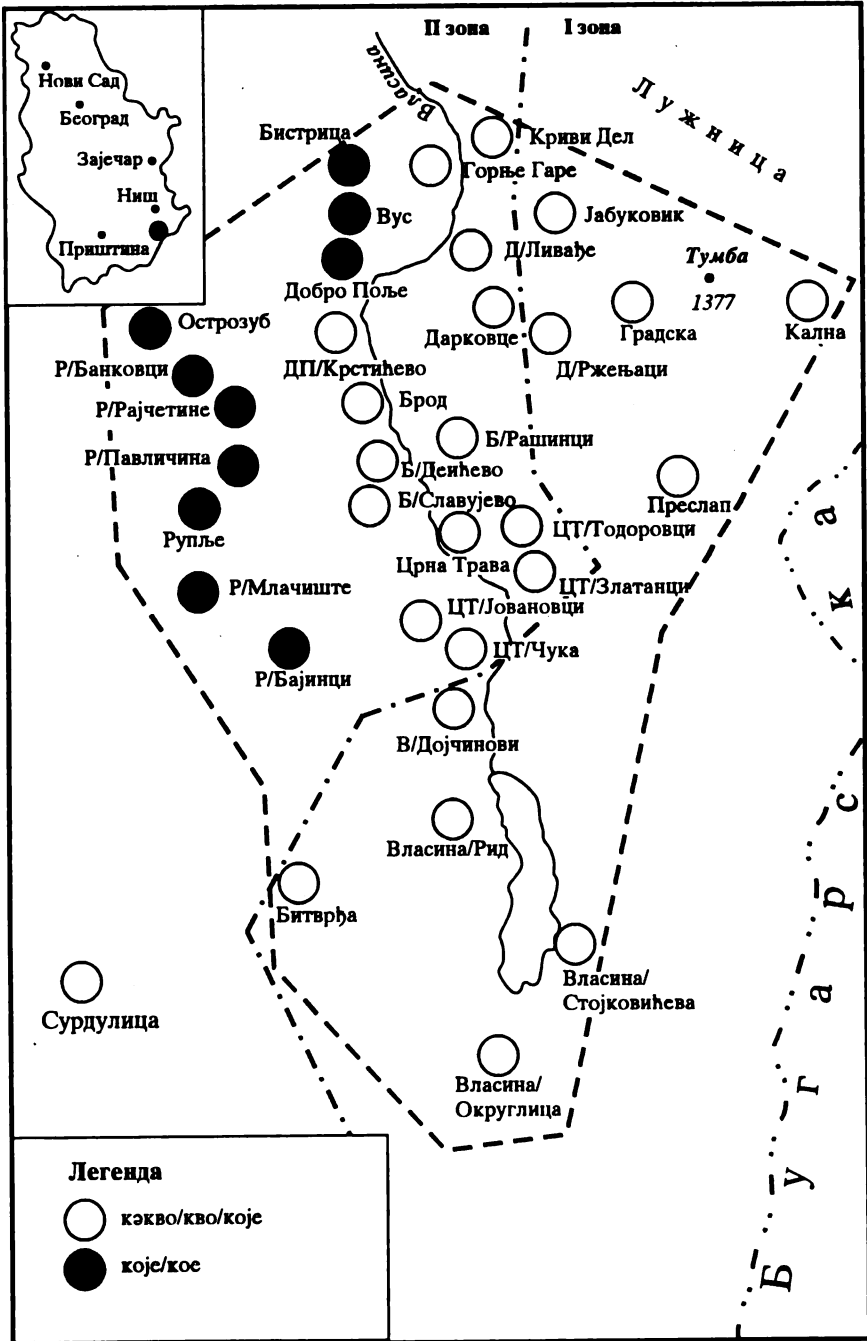 II зона
I зона
Нови Сад
Београд
Зајечар
Ниш
Приштина
Власина
Лужница
Бистрица
Криви Дел
Горње Гаре
Вус
Јабуковик
Д/Ливађе
Тумба
1377
Добро Поље
Острозуб
Дарковце
Градска
Кална
Р/Банковци
ДП/Крстићево
Д/Ржењаци
Р/Рајчетине
Брод
Б/Рашинци
Р/Павличина
Б/Деићево
Преслап
Б/Славујево
Рупље
ЦТ/Тодоровци
Црна Трава
Р/Млачиште
ЦТ/Златанци
ЦТ/Јовановци
Р/Бајинци
ЦТ/Чука
В/Дојчинови
Власина/Рид
Битврђа
Власина/
Стојковићева
Сурдулица
Власина/
Округлица
Бугарска
Легенда
кəкво/кво/које
које/кое